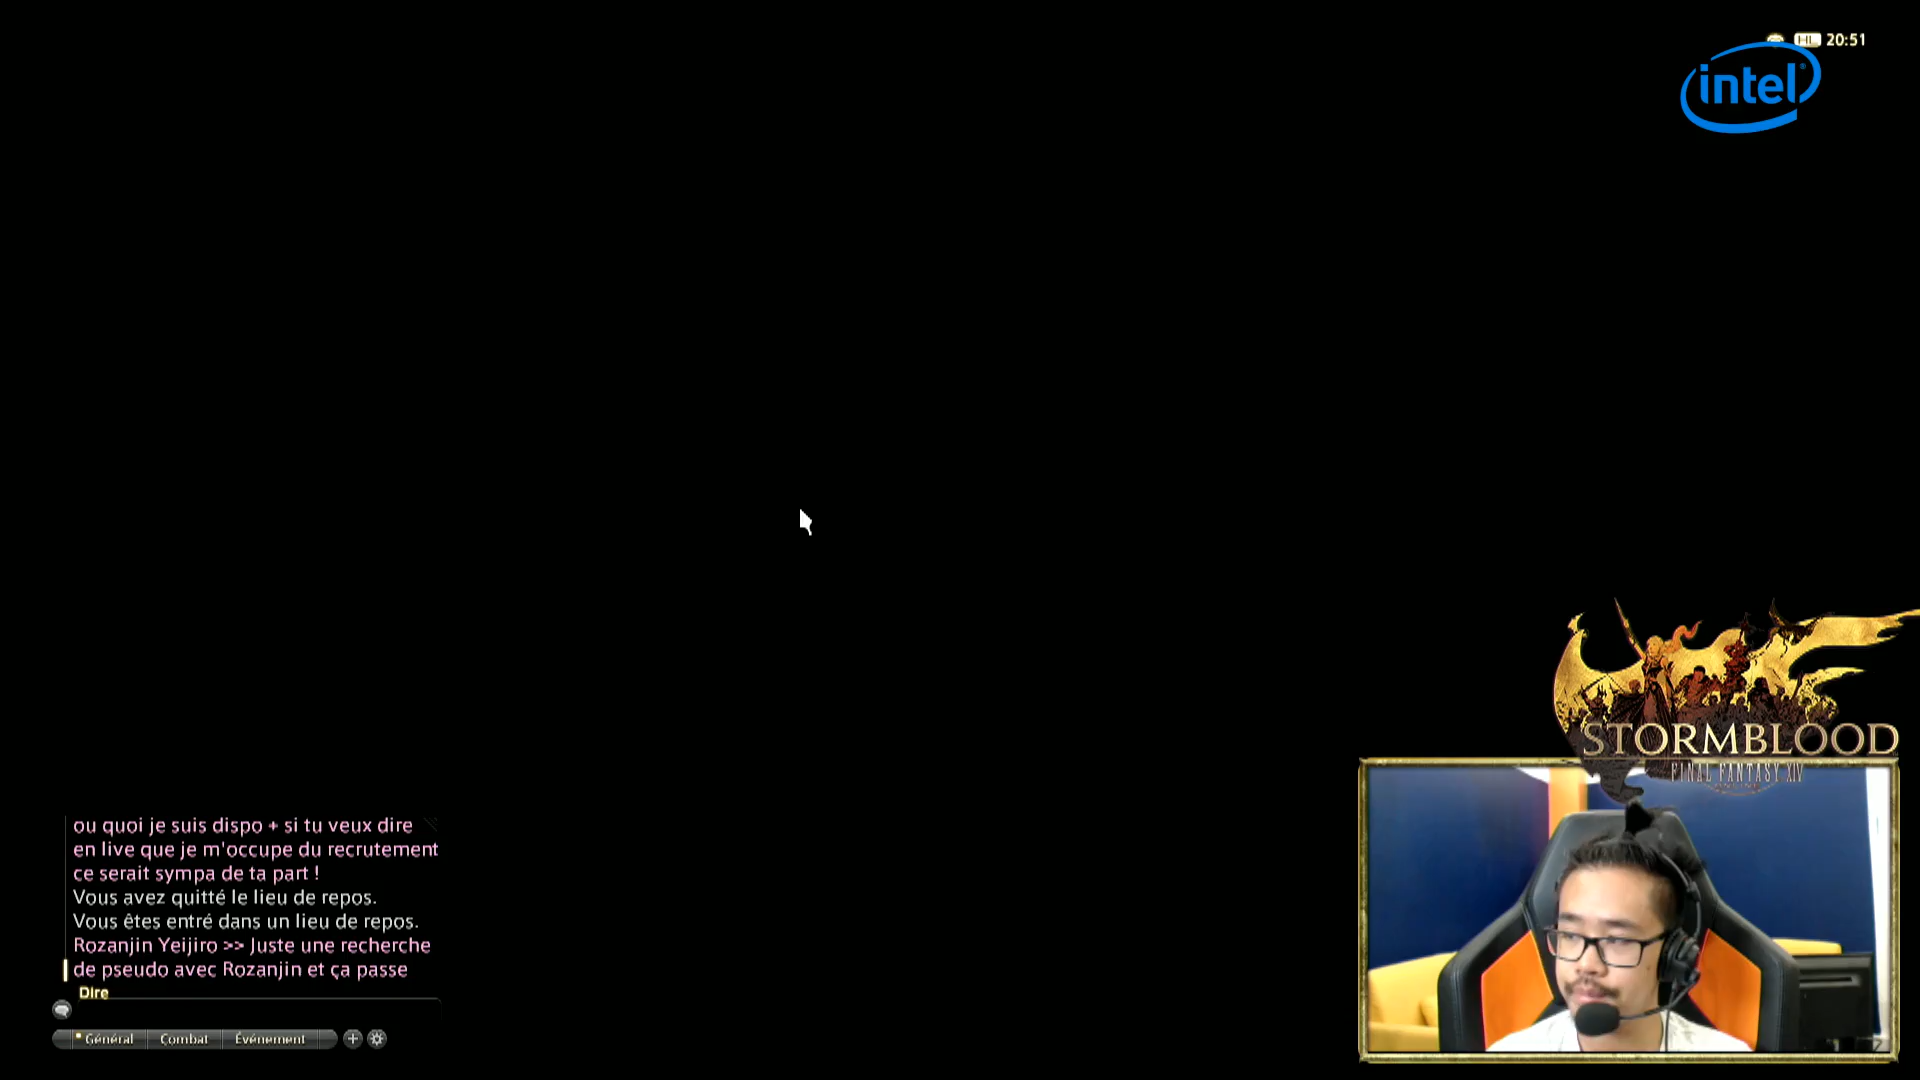 HL 20:51
intel
STORMBLOOD
FINAL FANTASY XIV
ONLINE
ou quoi je suis dispo + si tu veux dire
en live que je m'occupe du recrutement
ce serait sympa de ta part !
Vous avez quitté le lieu de repos.
Vous êtes entré dans un lieu de repos.
Rozanjin Yeijiro >> Juste une recherche
de pseudo avec Rozanjin et ça passe
Dire
Général Combat Événement